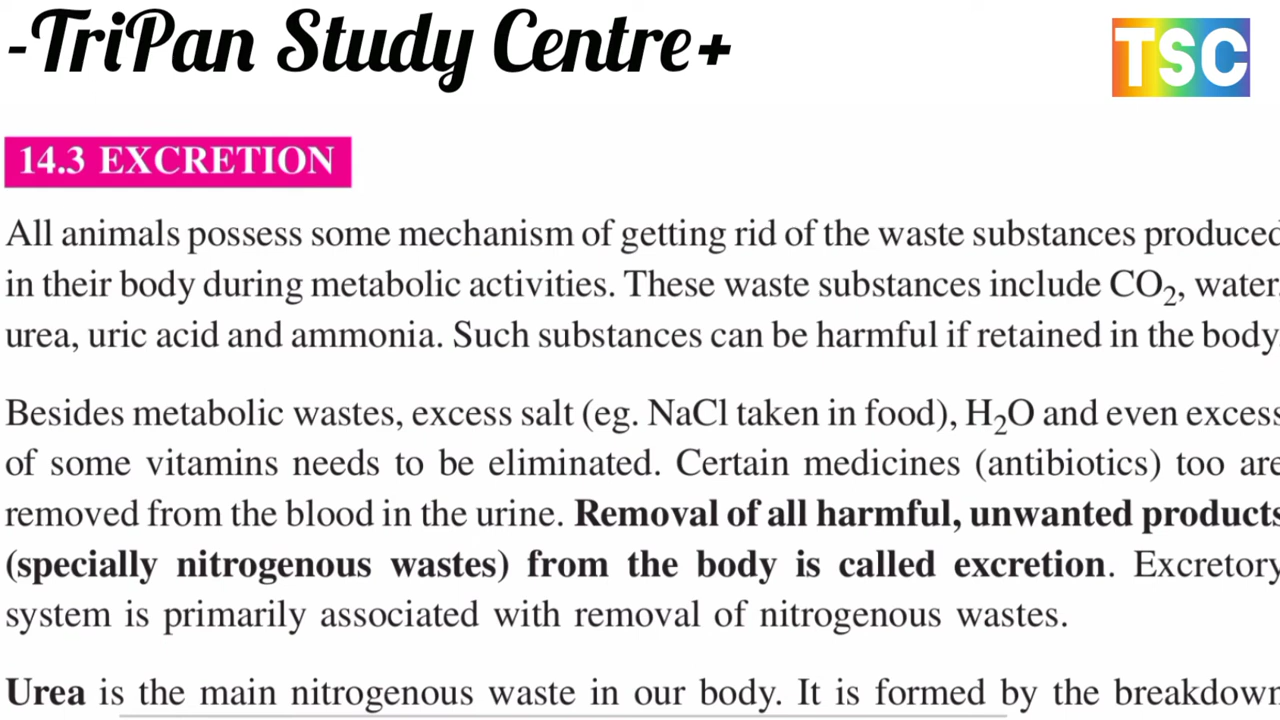 -TriPan Study Centre+
TSC
14.3 EXCRETION
All animals possess some mechanism of getting rid of the waste substances produced
in their body during metabolic activities. These waste substances include CO₂, water,
urea, uric acid and ammonia. Such substances can be harmful if retained in the body.
Besides metabolic wastes, excess salt (eg. NaCl taken in food), H₂O and even excess
of some vitamins needs to be eliminated. Certain medicines (antibiotics) too are
removed from the blood in the urine. Removal of all harmful, unwanted products
(specially nitrogenous wastes) from the body is called excretion. Excretory
system is primarily associated with removal of nitrogenous wastes.
Urea is the main nitrogenous waste in our body. It is formed by the breakdown